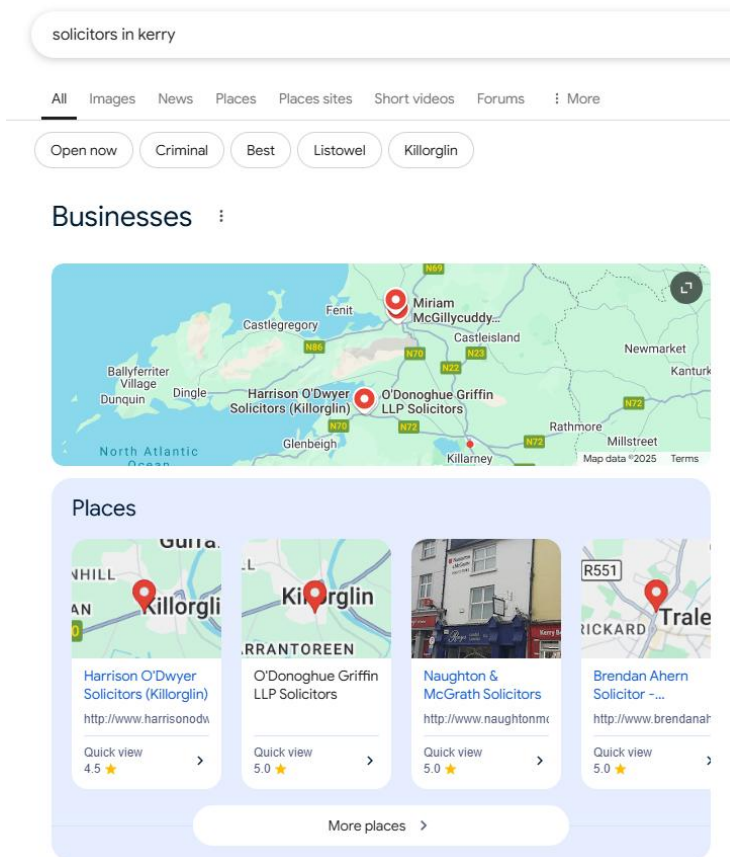 solicitors in kerry
All Images News Places Places sites Short videos Forums More
Open now Criminal Best Listowel Killorglin
Businesses
N69
Miriam
McGillycuddy...
Fenit
Castlegregory
Castleisland
N86
N70
N23
N22
Newmarket
Kanturk
Ballyferriter
Village
Dunquin
Dingle
Harrison O'Dwyer
Solicitors (Killorglin)
O'Donoghue Griffin
LLP Solicitors
N72
N70
N72
Rathmore
Glenbeigh
N72
Millstreet
North Atlantic
Ocean
Killarney
Map data ©2025 Terms
Places
Gurra
NHILL
AN
Killorgli
0
Killorglin
RRANTOREEN
R551
Trale
RICKARD
Harrison O'Dwyer
Solicitors (Killorglin)
http://www.harrisonodw
Quick view
4.5
O'Donoghue Griffin
LLP Solicitors
Quick view
5.0
Naughton &
McGrath Solicitors
http://www.naughtonmc
Quick view
5.0
Brendan Ahern
Solicitor -...
http://www.brendanah
Quick view
5.0
More places